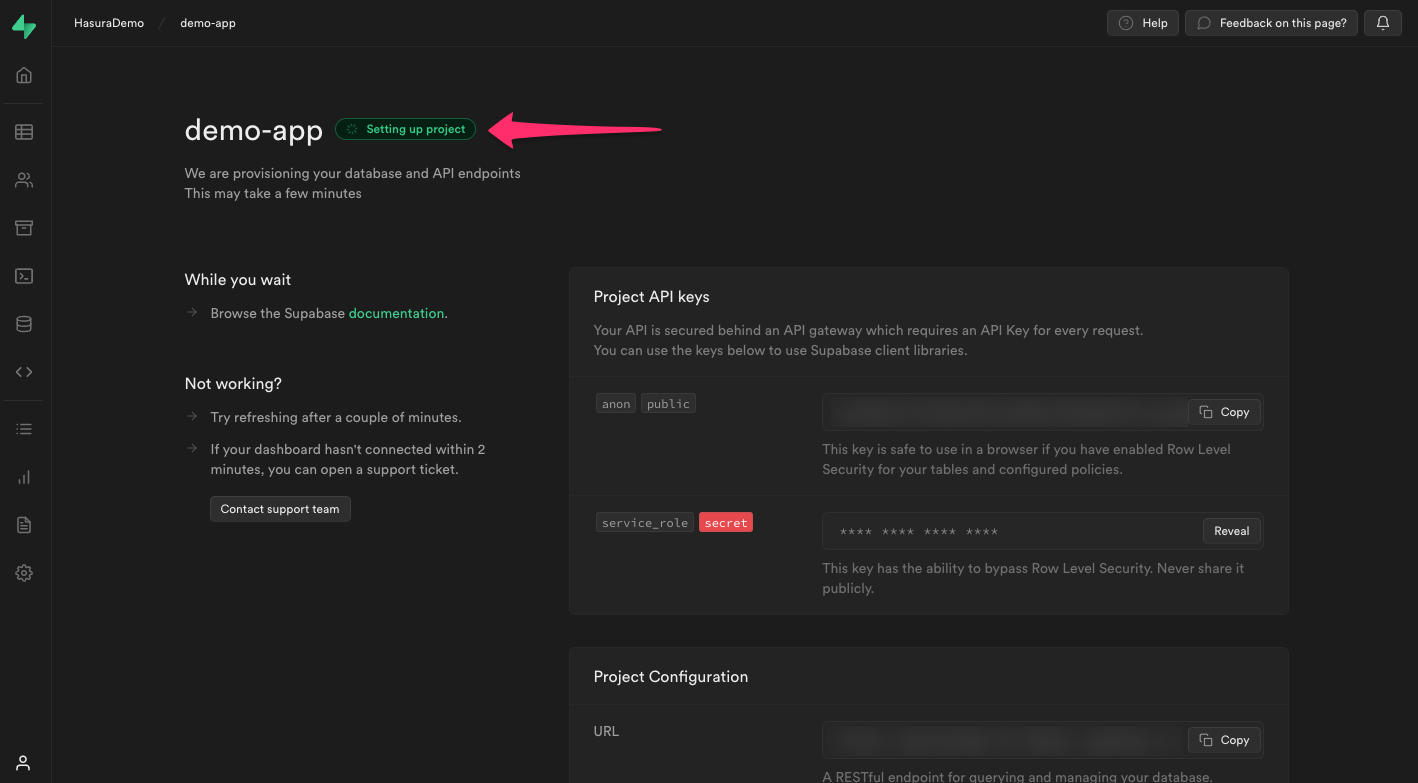 HasuraDemo / demo-app
Help
Feedback on this page?
demo-app
Setting up project
We are provisioning your database and API endpoints
This may take a few minutes
While you wait
Browse the Supabase documentation.
Not working?
Try refreshing after a couple of minutes.
If your dashboard hasn't connected within 2
minutes, you can open a support ticket.
Contact support team
Project API keys
Your API is secured behind an API gateway which requires an API Key for every request.
You can use the keys below to use Supabase client libraries.
anon public
Copy
This key is safe to use in a browser if you have enabled Row Level
Security for your tables and configured policies.
service_role secret
**** **** **** ****
Reveal
This key has the ability to bypass Row Level Security. Never share it
publicly.
Project Configuration
URL
Copy
A RESTful endpoint for querying and managing your database.